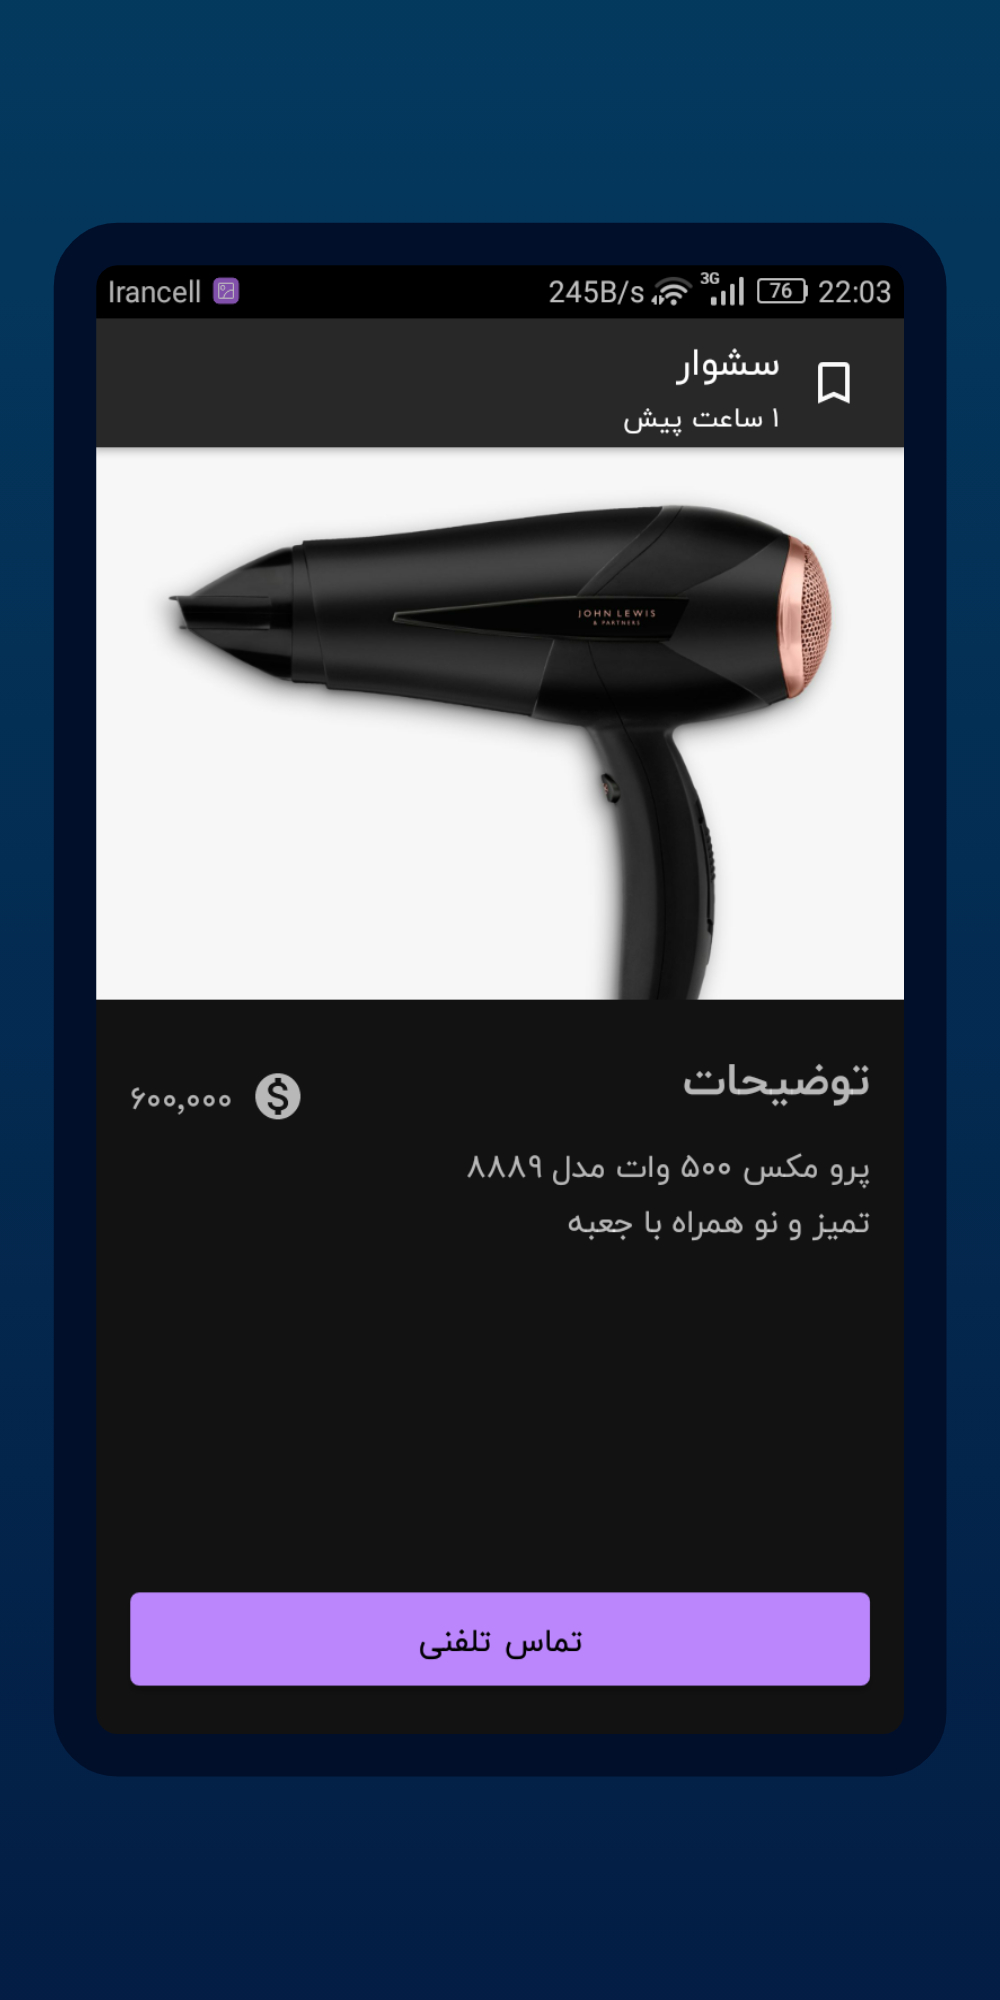 Irancell 245B/s 3G 76 22:03
سشوار
۱ ساعت پیش
JOHN LEWIS
& PARTNERS
توضیحات
۶۰۰,۰۰۰
پرو مکس ۵۰۰ وات مدل ۸۸۸۹
تمیز و نو همراه با جعبه
تماس تلفنی